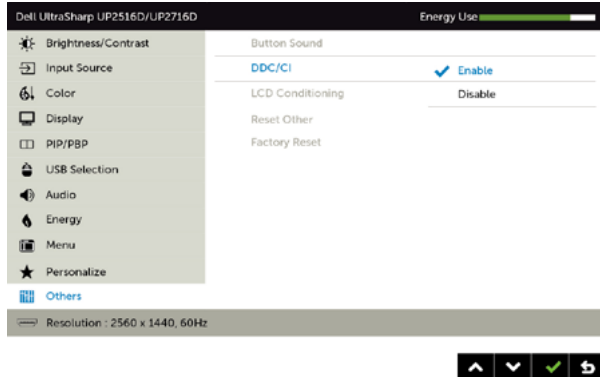 Dell UltraSharp UP2516D/UP2716D Energy Use
Brightness/Contrast Button Sound
Input Source DDC/CI Enable
Color LCD Conditioning Disable
Display Reset Other
PIP/PBP Factory Reset
USB Selection
Audio
Energy
Menu
Personalize
Others
Resolution : 2560 x 1440, 60Hz